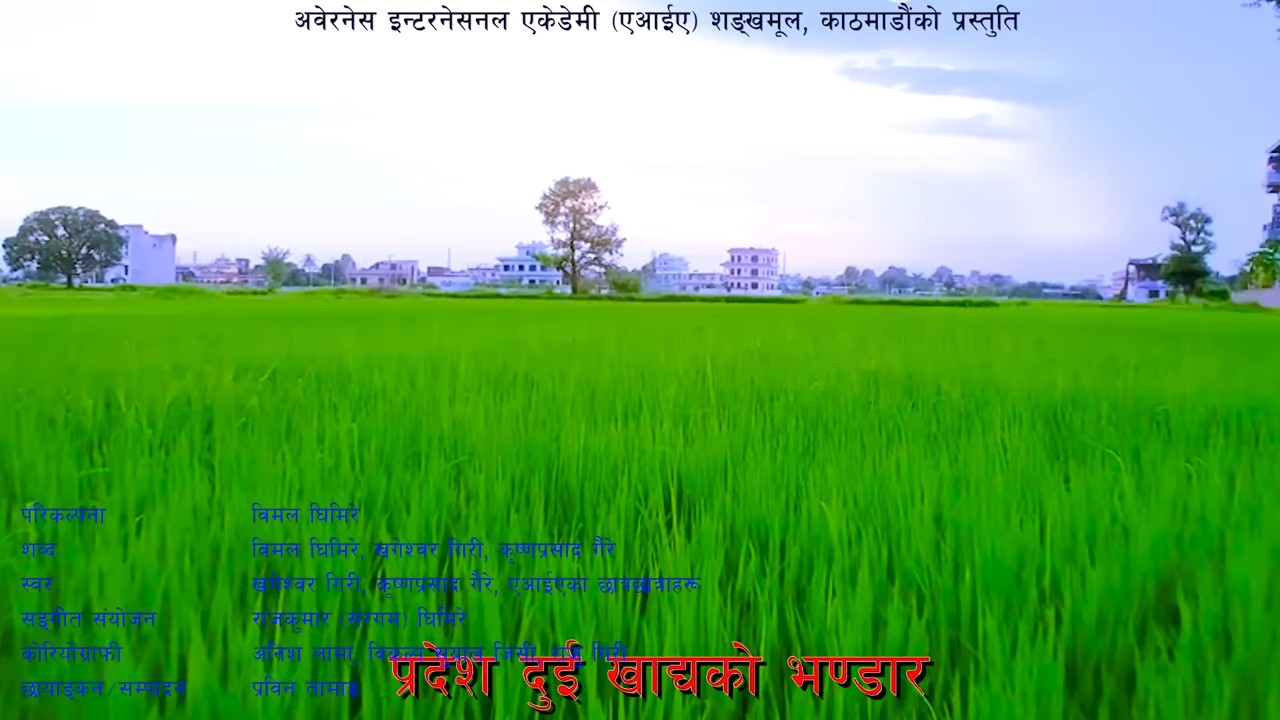 अवेरनेस इन्टरनेसनल एकेडेमी (एआईए) शङ्खमूल, काठमाडौंको प्रस्तुति
परिकल्पना विमल घिमिरे
शब्द विमल घिमिरे, खगेश्वर गिरी, कृष्णप्रसाद गैरे
स्वर खगेश्वर गिरी, कृष्णप्रसाद गैरे, एआईएका छात्रछात्राहरू
सङ्गीत संयोजन राजकुमार (सरगम) घिमिरे
कोरियोग्राफी अनिश लामा, विकल्प सुयाल जिसी, राजु गिरी
छायाङ्कन/सम्पादन प्रविन तामाङ
प्रदेश दुई खाद्यको भण्डार